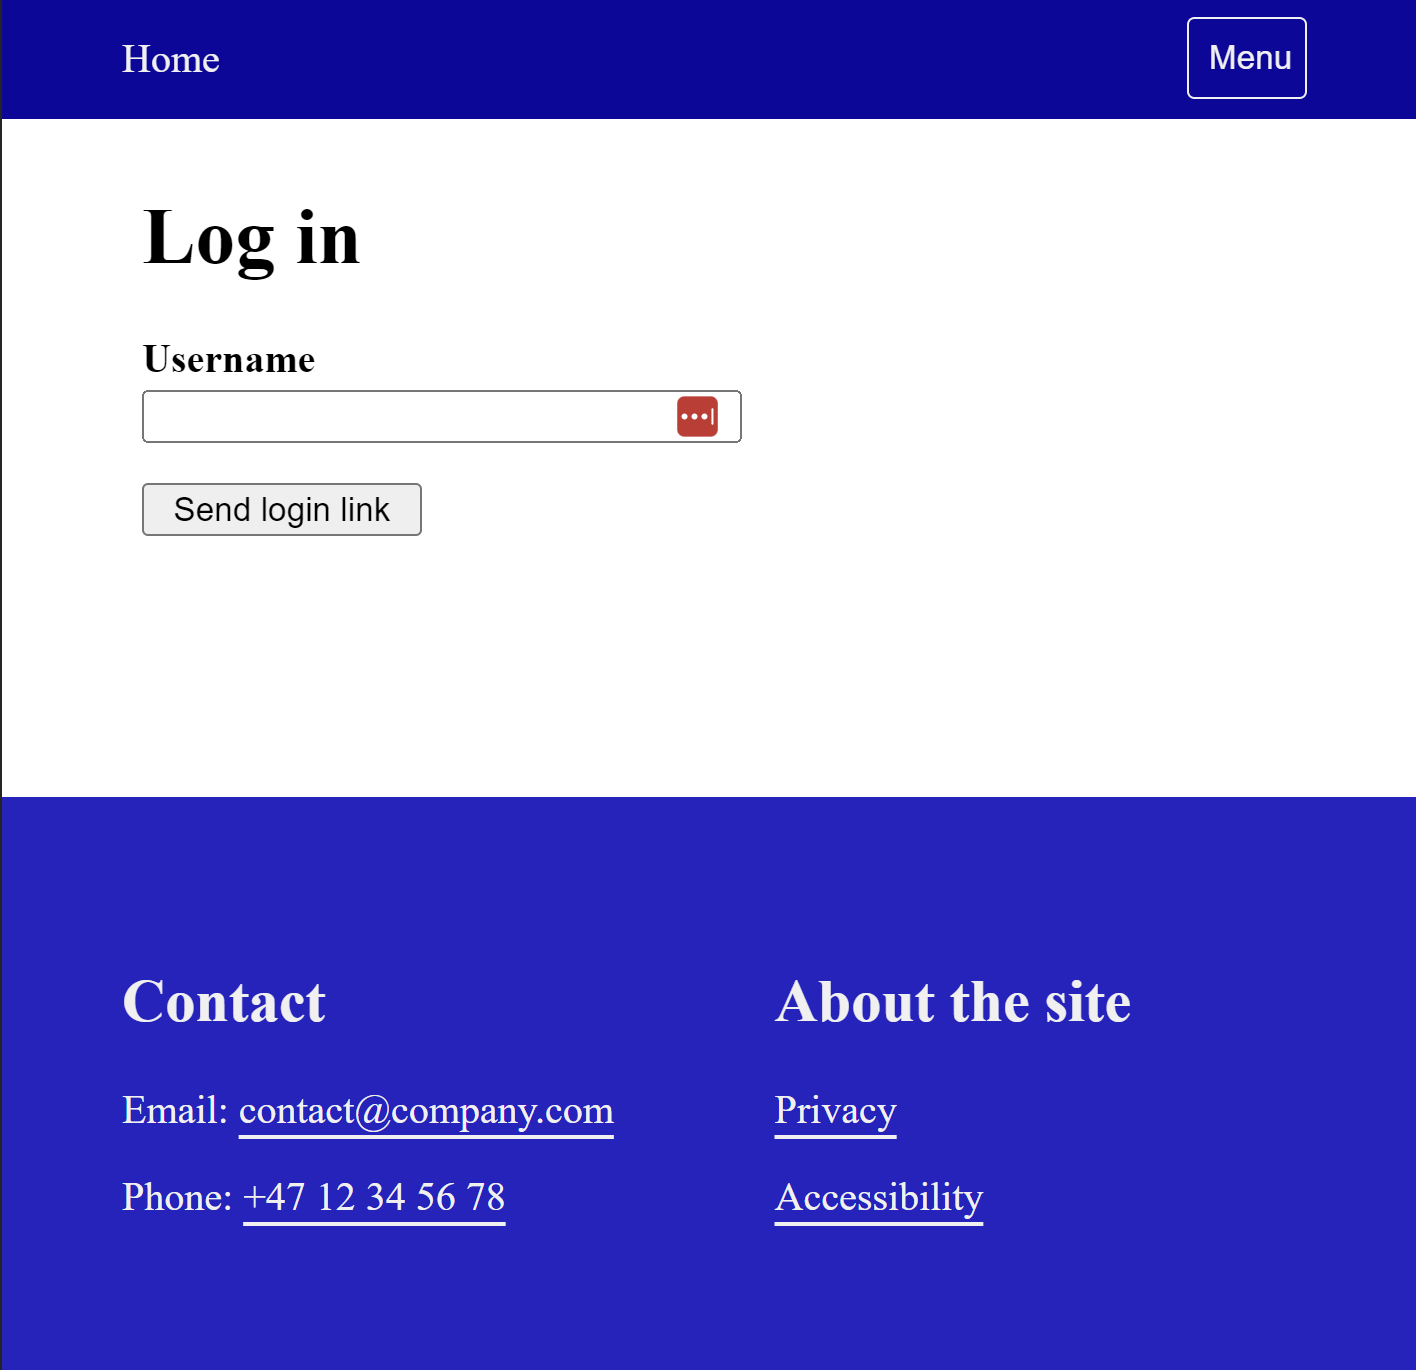 Home
Menu
Log in
Username
Send login link
Contact
Email: contact@company.com
Phone: +47 12 34 56 78
About the site
Privacy
Accessibility